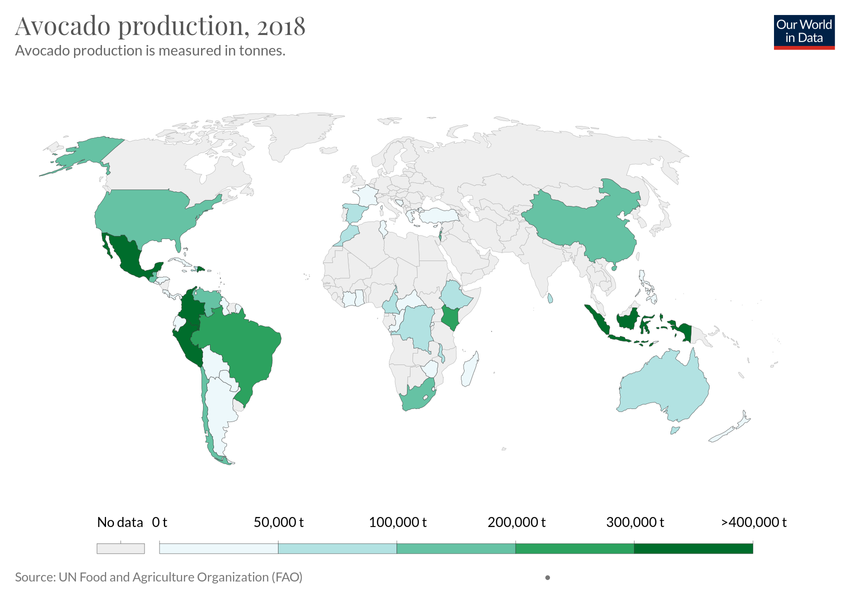 Avocado production, 2018
Avocado production is measured in tonnes.
Our World
in Data
No data 0 t 50,000 t 100,000 t 200,000 t 300,000 t >400,000 t
Source: UN Food and Agriculture Organization (FAO)